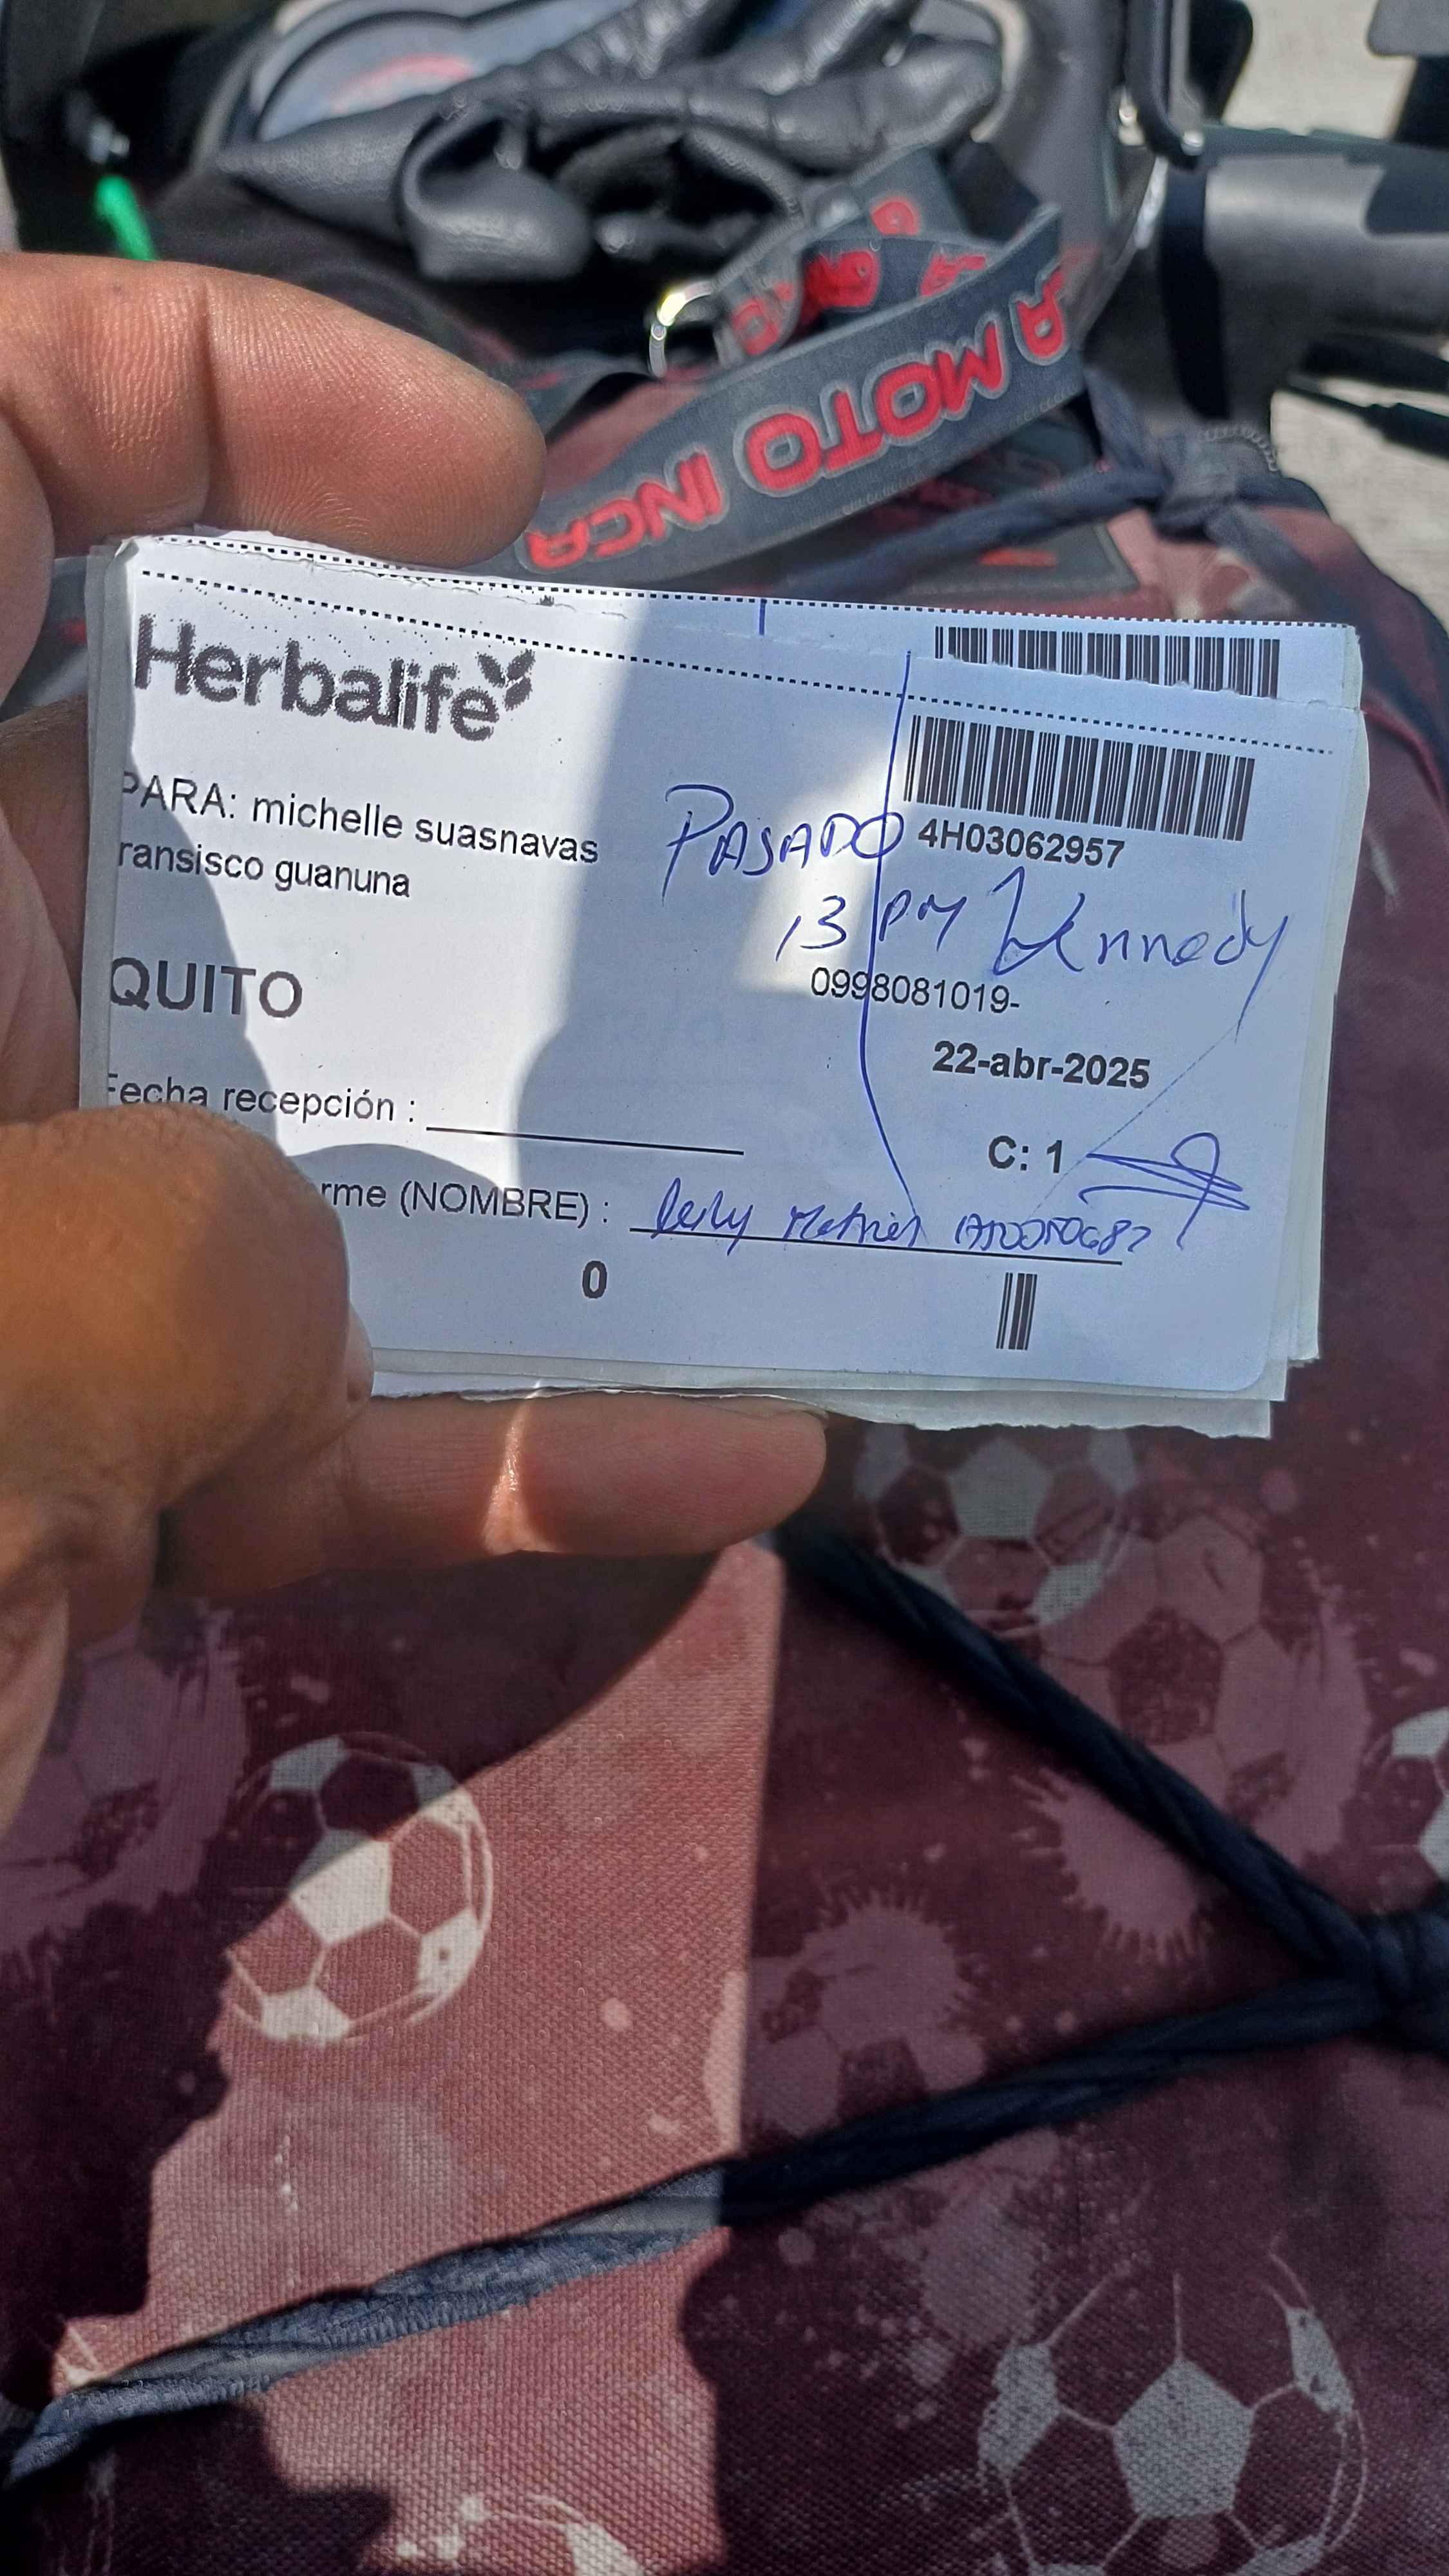 A MOTO INCA
Herbalife
PARA: michelle suasnavas
ransisco guanuna
PASADO
4H03062957
13 PM Kennedy
0998081019-
QUITO
22-abr-2025
Fecha recepción :
C: 1
rme (NOMBRE) :
0